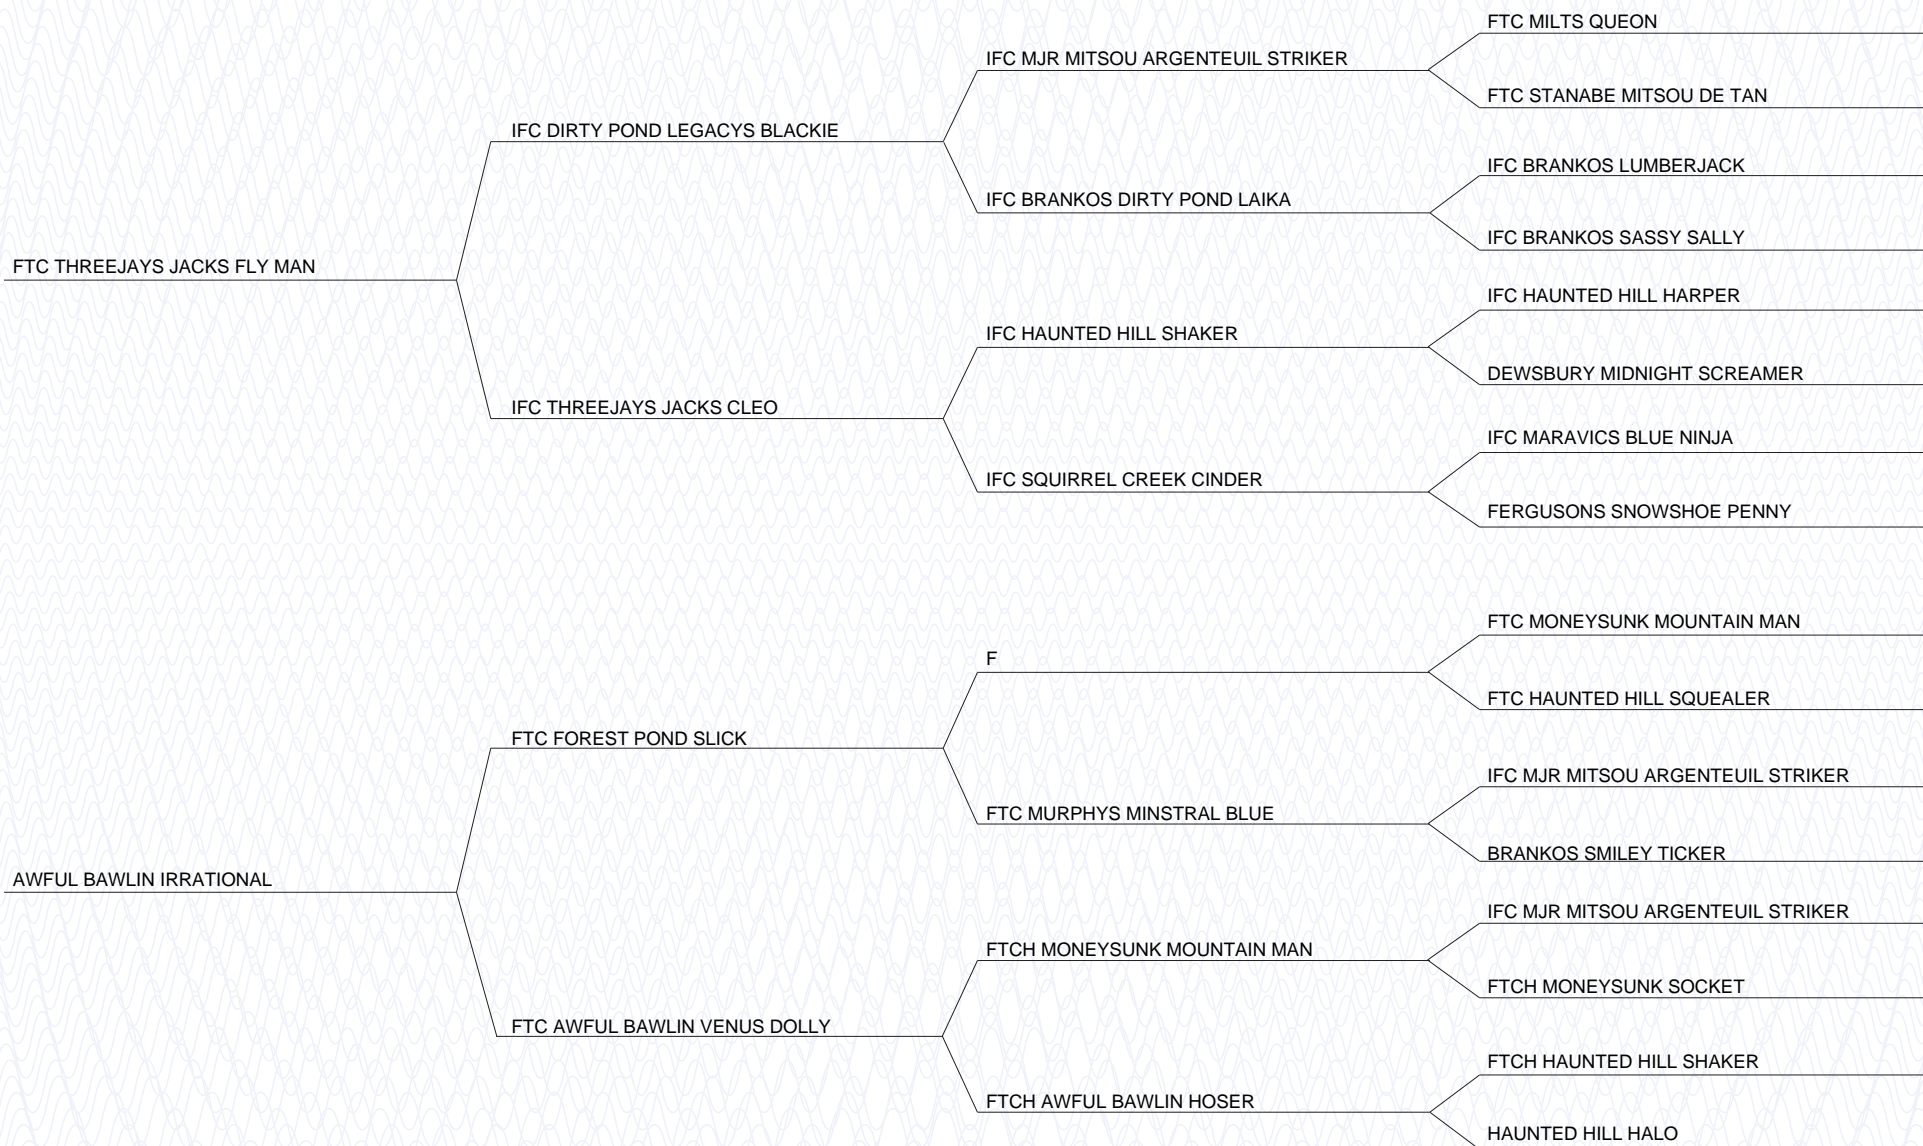 FTC MILTS QUEON
IFC MJR MITSOU ARGENTEUIL STRIKER
FTC STANABE MITSOU DE TAN
IFC DIRTY POND LEGACYS BLACKIE
IFC BRANKOS LUMBERJACK
IFC BRANKOS DIRTY POND LAIKA
IFC BRANKOS SASSY SALLY
FTC THREEJAYS JACKS FLY MAN
IFC HAUNTED HILL HARPER
IFC HAUNTED HILL SHAKER
DEWSBURY MIDNIGHT SCREAMER
IFC THREEJAYS JACKS CLEO
IFC MARAVICS BLUE NINJA
IFC SQUIRREL CREEK CINDER
FERGUSONS SNOWSHOE PENNY
FTC MONEYSUNK MOUNTAIN MAN
F
FTC HAUNTED HILL SQUEALER
FTC FOREST POND SLICK
IFC MJR MITSOU ARGENTEUIL STRIKER
FTC MURPHYS MINSTRAL BLUE
BRANKOS SMILEY TICKER
AWFUL BAWLIN IRRATIONAL
IFC MJR MITSOU ARGENTEUIL STRIKER
FTCH MONEYSUNK MOUNTAIN MAN
FTCH MONEYSUNK SOCKET
FTC AWFUL BAWLIN VENUS DOLLY
FTCH HAUNTED HILL SHAKER
FTCH AWFUL BAWLIN HOSER
HAUNTED HILL HALO